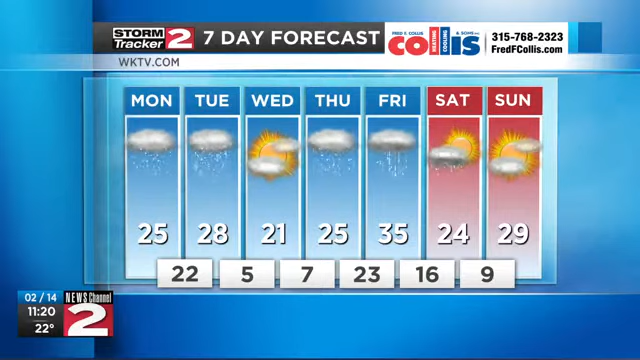 STORM
Tracker 2
7 DAY FORECAST
FRED F. COLLIS & SONS INC.
collis
HEATING
COOLING
315-768-2323
FredFCollis.com
WKTV.COM
MON TUE WED THU FRI SAT SUN
25 28 21 25 35 24 29
22 5 7 23 16 9
02 / 14
11:20
22°
NEWS Channel
2